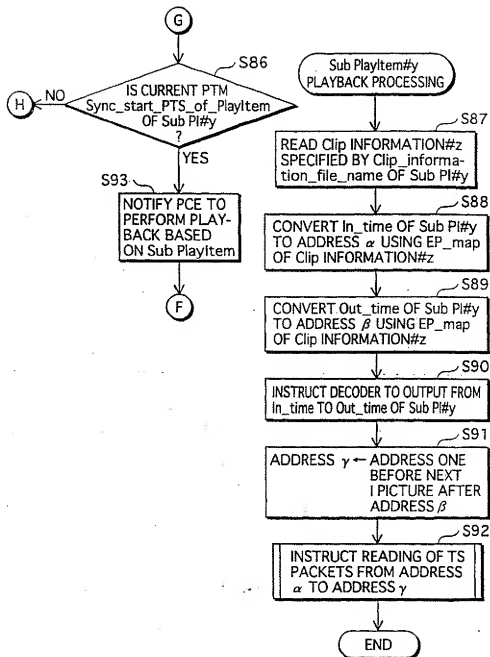 G
S86
IS CURRENT PTM
Sync_start_PTS_of_PlayItem
OF Sub PI#y
?
NO
H
YES
S93
NOTIFY PCE TO
PERFORM PLAY-
BACK BASED
ON Sub PlayItem
F
Sub PlayItem#y
PLAYBACK PROCESSING
S87
READ Clip INFORMATION#z
SPECIFIED BY Clip_informa-
tion_file_name OF Sub PI#y
S88
CONVERT In_time OF Sub PI#y
TO ADDRESS α USING EP_map
OF Clip INFORMATION#z
S89
CONVERT Out_time OF Sub PI#y
TO ADDRESS β USING EP_map
OF Clip INFORMATION#z
S90
INSTRUCT DECODER TO OUTPUT FROM
In_time TO Out_time OF Sub PI#y
S91
ADDRESS γ ← ADDRESS ONE
BEFORE NEXT
I PICTURE AFTER
ADDRESS β
S92
INSTRUCT READING OF TS
PACKETS FROM ADDRESS
α TO ADDRESS γ
END